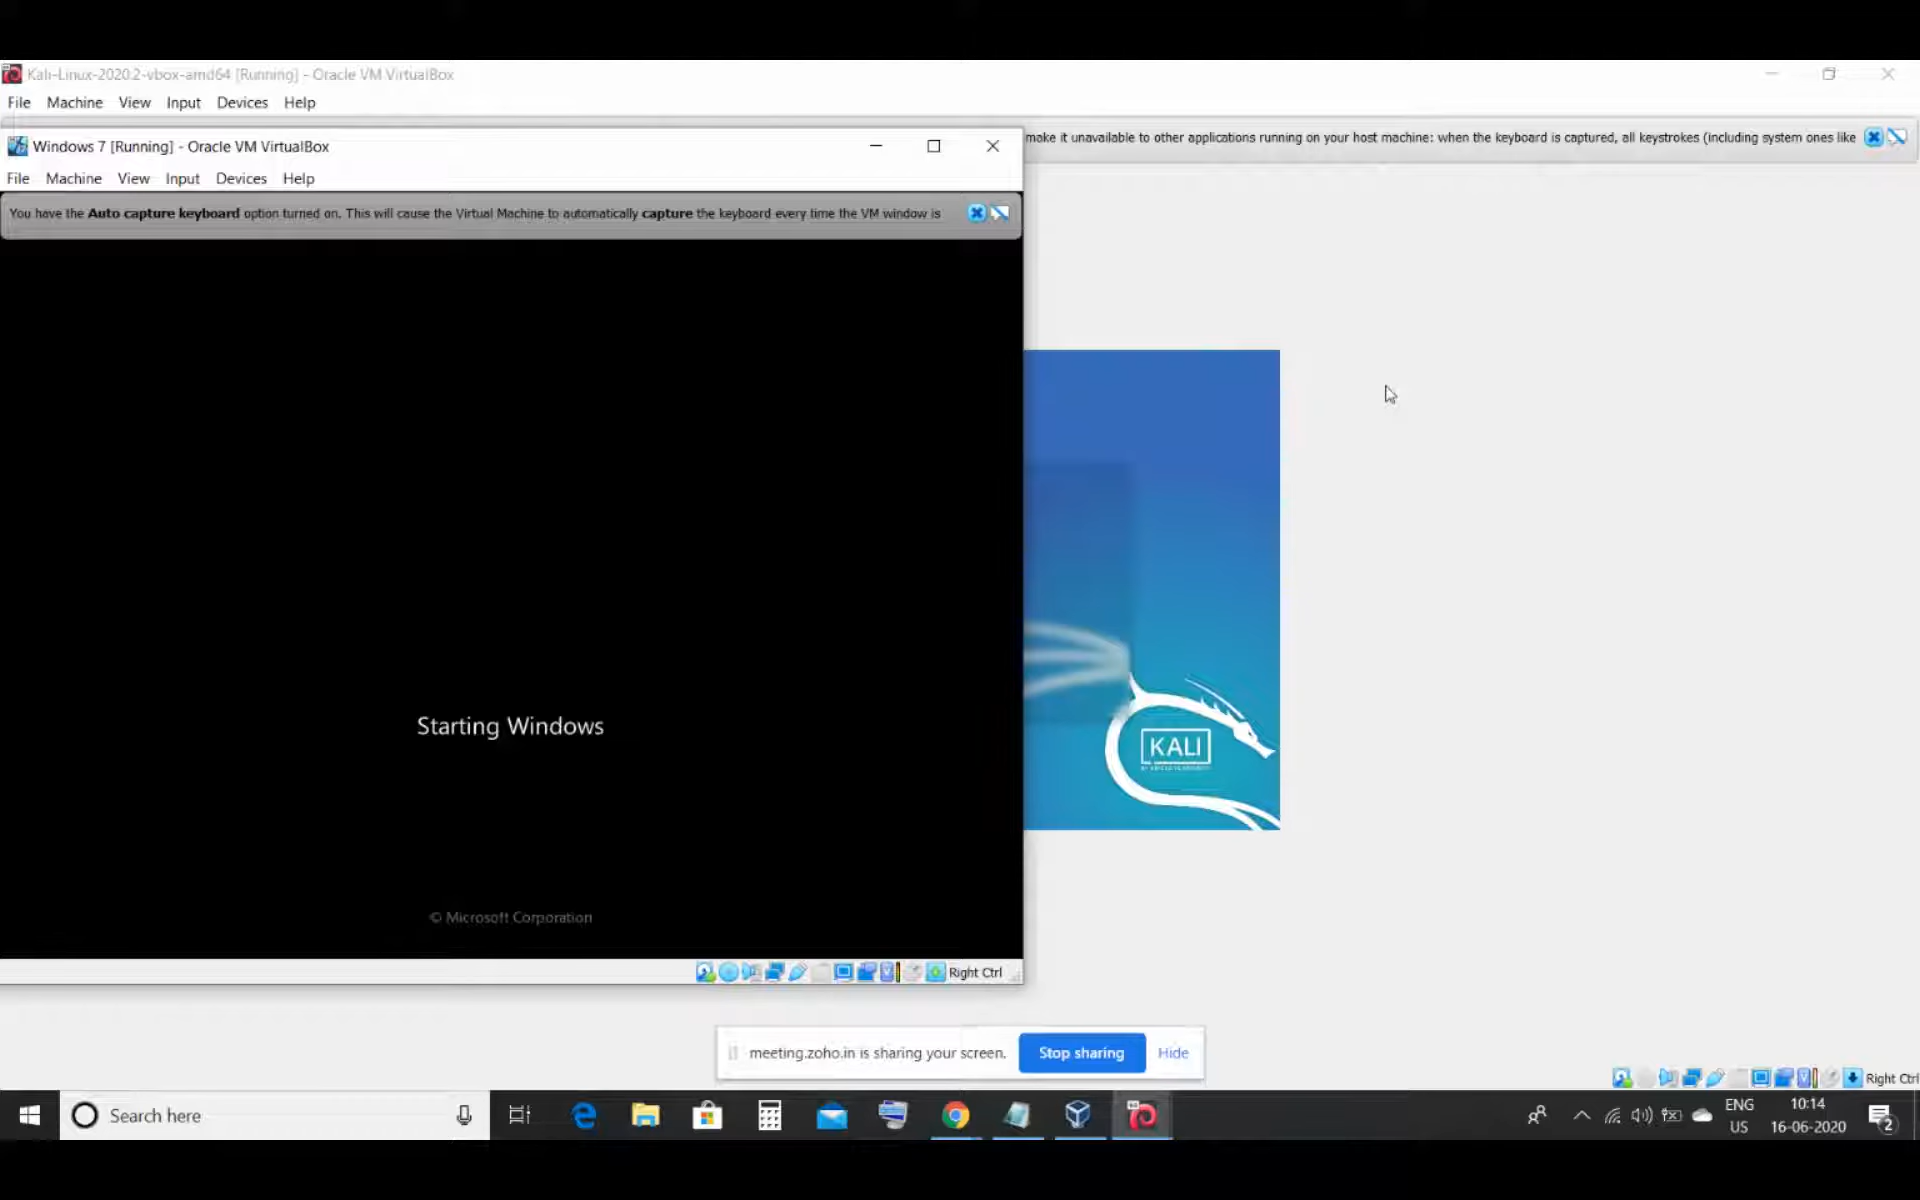 Kali-Linux-2020.2-vbox-amd64 [Running] - Oracle VM VirtualBox
File Machine View Input Devices Help
make it unavailable to other applications running on your host machine: when the keyboard is captured, all keystrokes (including system ones like
Windows 7 [Running] - Oracle VM VirtualBox
File Machine View Input Devices Help
You have the Auto capture keyboard option turned on. This will cause the Virtual Machine to automatically capture the keyboard every time the VM window is
Starting Windows
KALI
© Microsoft Corporation
Right Ctrl
meeting.zoho.in is sharing your screen. Stop sharing Hide
Right Ctrl
Search here
ENG
US
10:14
16-06-2020
2